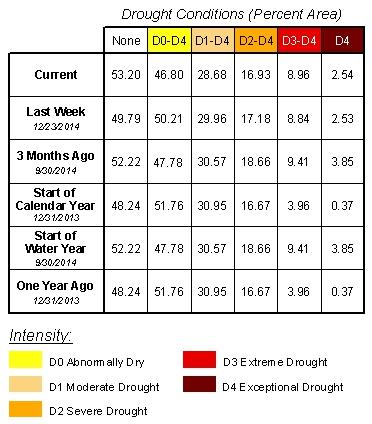 Drought Conditions (Percent Area)
None D0-D4 D1-D4 D2-D4 D3-D4 D4
Current 53.20 46.80 28.68 16.93 8.96 2.54
Last Week
12/23/2014 49.79 50.21 29.96 17.18 8.84 2.53
3 Months Ago
9/30/2014 52.22 47.78 30.57 18.66 9.41 3.85
Start of
Calendar Year 48.24 51.76 30.95 16.67 3.96 0.37
12/31/2013
Start of
Water Year 52.22 47.78 30.57 18.66 9.41 3.85
9/30/2014
One Year Ago
12/31/2013 48.24 51.76 30.95 16.67 3.96 0.37
Intensity:
D0 Abnormally Dry D3 Extreme Drought
D1 Moderate Drought D4 Exceptional Drought
D2 Severe Drought